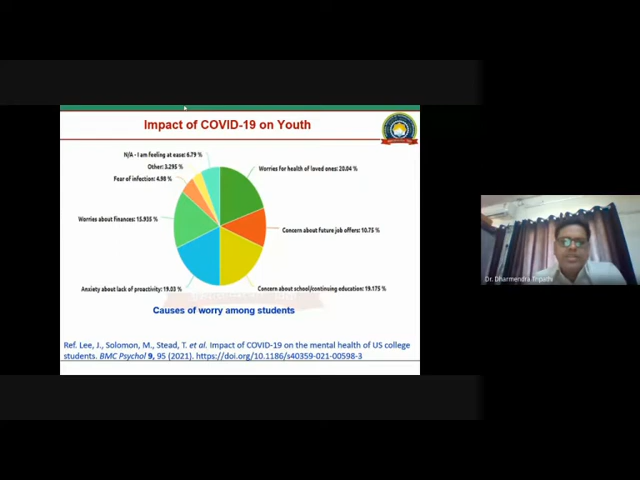 Impact of COVID-19 on Youth
N/A - I am feeling at ease: 6.79 %
Other: 3.295 %
Fear of infection: 4.98 %
Worries about finances: 15.935 %
Anxiety about lack of proactivity: 19.03 %
Worries for health of loved ones: 20.04 %
Concern about future job offers: 10.75 %
Concern about school/continuing education: 19.175 %
Causes of worry among students
Ref. Lee, J., Solomon, M., Stead, T. et al. Impact of COVID-19 on the mental health of US college
students. BMC Psychol 9, 95 (2021). https://doi.org/10.1186/s40359-021-00598-3
Dr. Dharmendra Tripathi